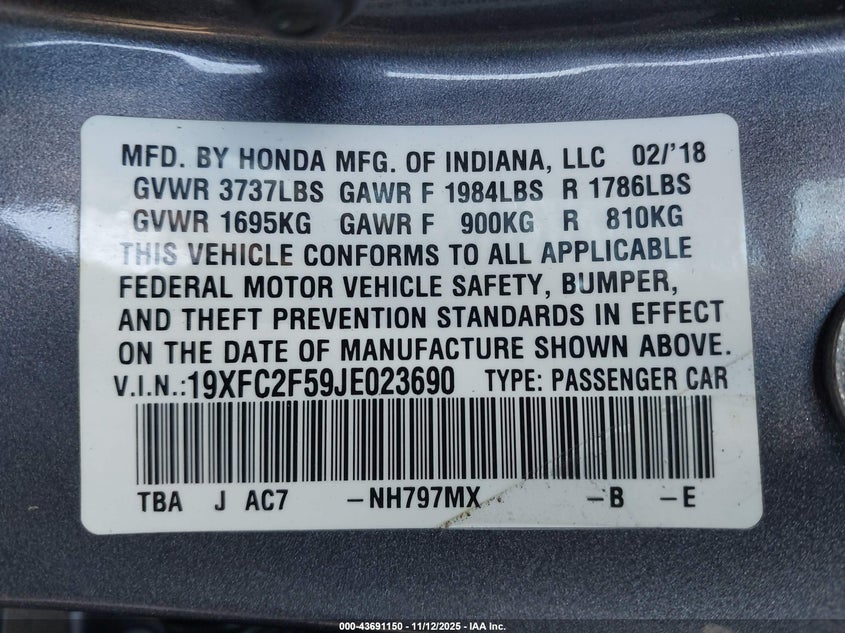 MFD. BY HONDA MFG. OF INDIANA, LLC 02/'18
GVWR 3737LBS GAWR F 1984LBS R 1786LBS
GVWR 1695KG GAWR F 900KG R 810KG
THIS VEHICLE CONFORMS TO ALL APPLICABLE
FEDERAL MOTOR VEHICLE SAFETY, BUMPER,
AND THEFT PREVENTION STANDARDS IN EFFECT
ON THE DATE OF MANUFACTURE SHOWN ABOVE.
V.I.N.:19XFC2F59JE023690 TYPE: PASSENGER CAR
TBA J AC7 -NH797MX -B -E
000-43691150 - 11/12/2025 - IAA Inc.